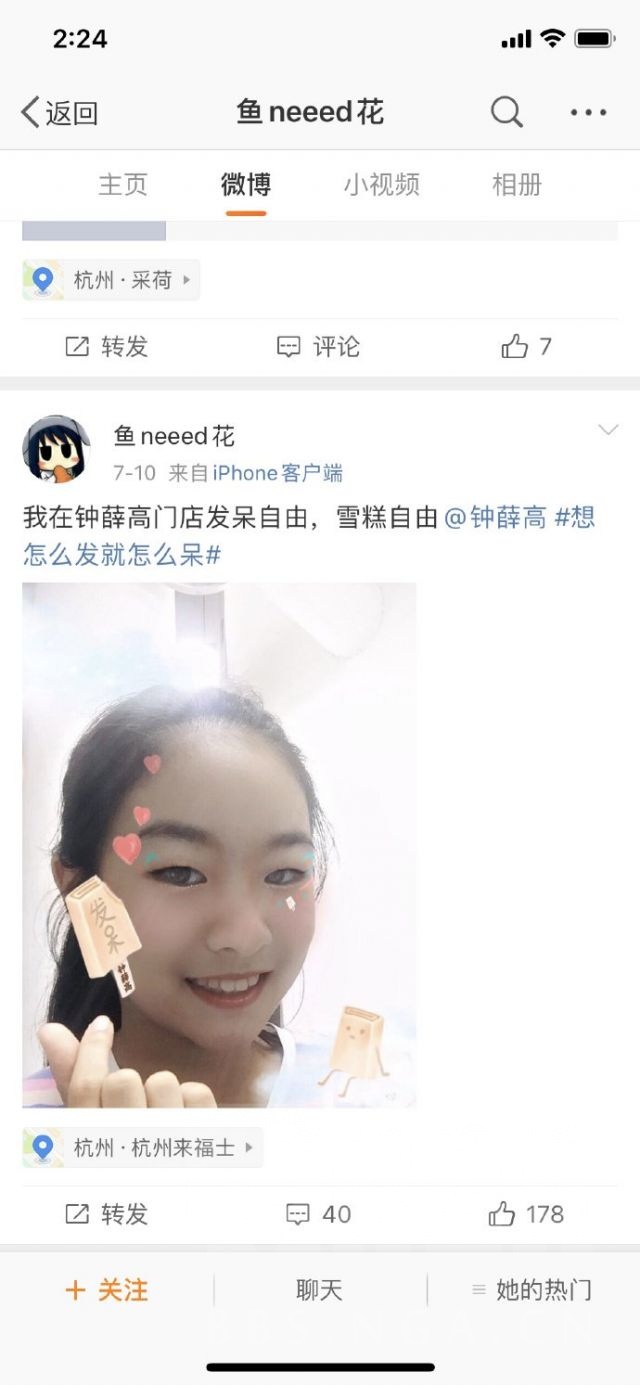 2:24
返回
鱼neeed花
主页
微博
小视频
相册
杭州·采荷
转发
评论
7
鱼neeed花
7-10 来自iPhone客户端
我在钟薛高门店发呆自由，雪糕自由@钟薛高 #想
怎么发就怎么呆#
发呆
钟薛高
杭州·杭州来福士
转发
40
178
+ 关注
聊天
她的热门